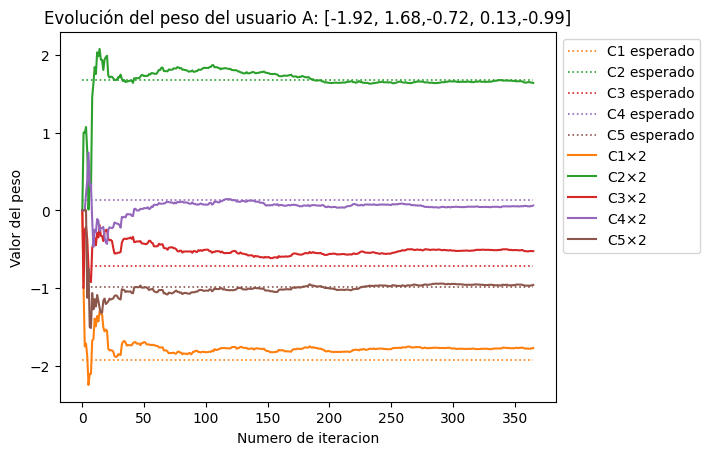 Evolución del peso del usuario A: [-1.92, 1.68,-0.72, 0.13,-0.99]
Valor del peso
2
1
0
−1
−2
0
50
100
150
200
250
300
350
Numero de iteracion
C1 esperado
C2 esperado
C3 esperado
C4 esperado
C5 esperado
C1×2
C2×2
C3×2
C4×2
C5×2